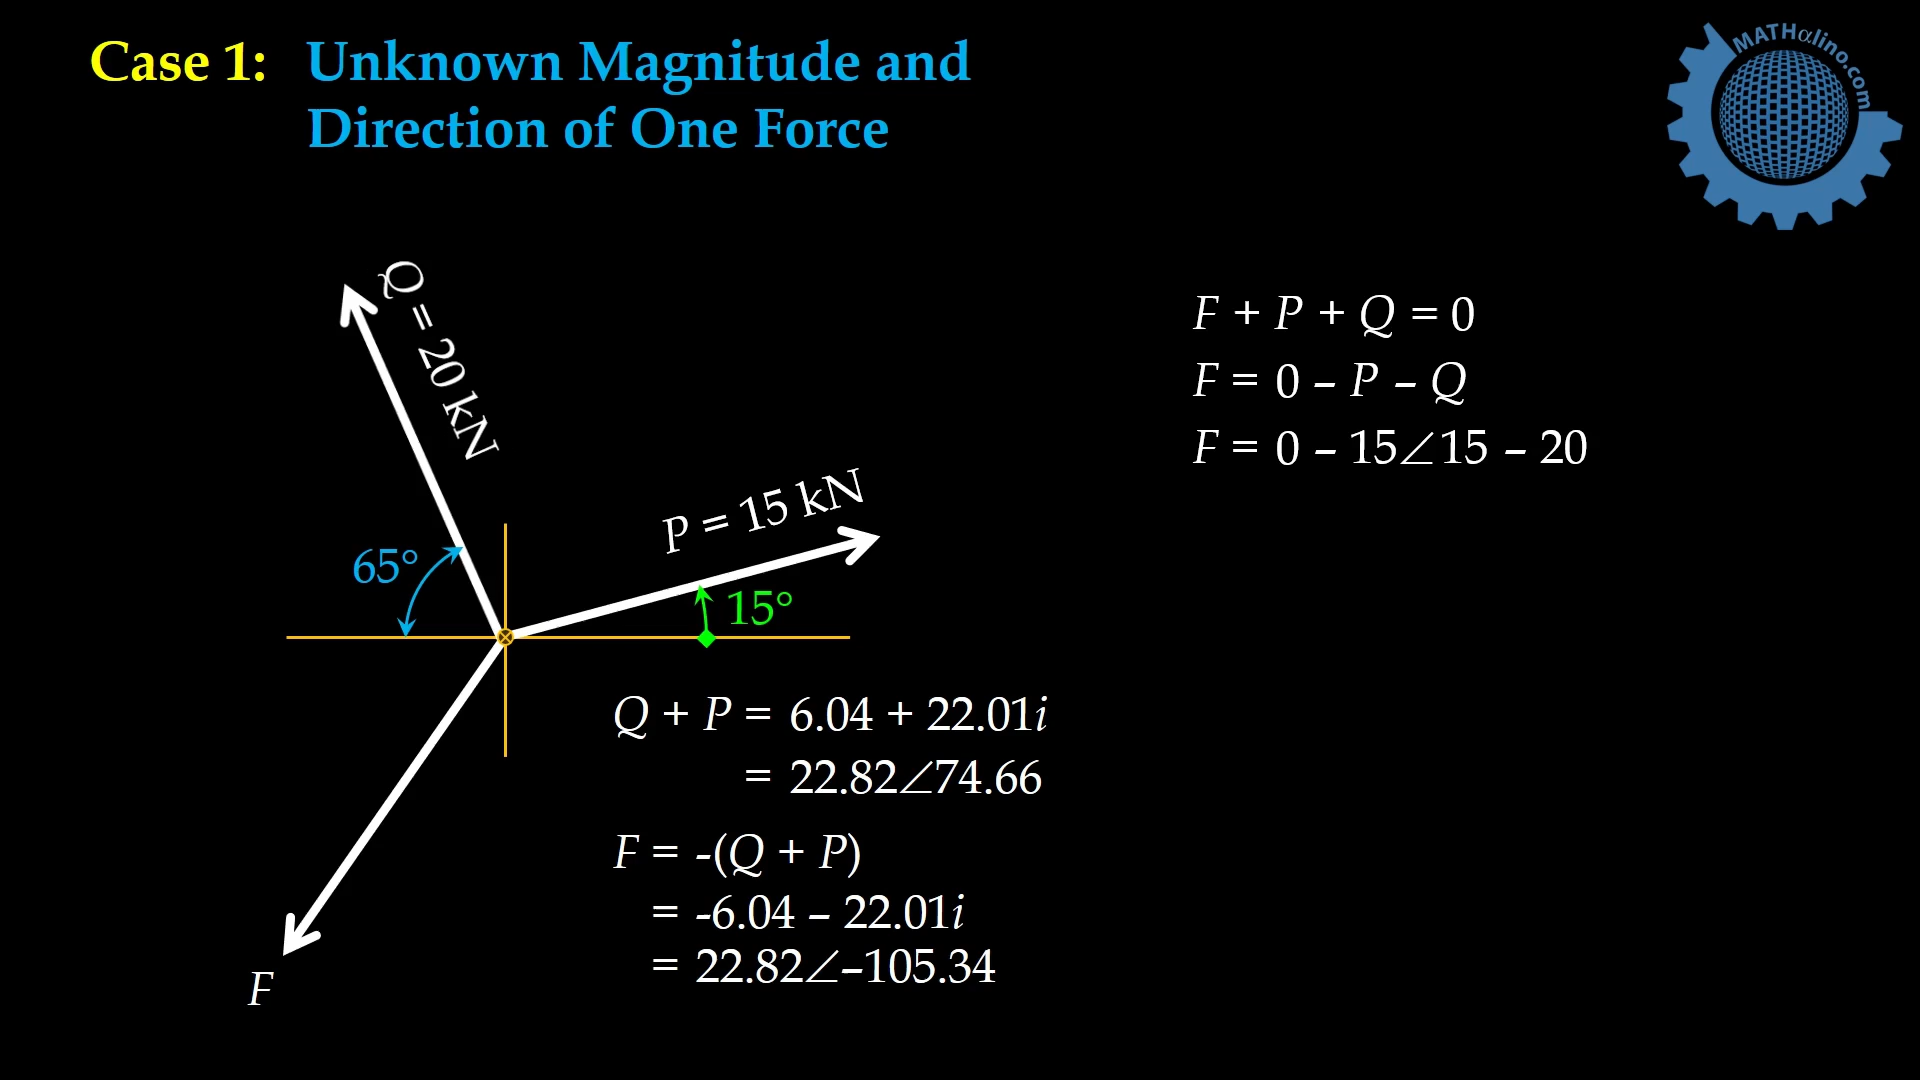 Case 1: Unknown Magnitude and
Direction of One Force
MATHαlino.com
Q = 20 kN
P = 15 kN
65°
15°
F
Q + P = 6.04 + 22.01i
= 22.82∠74.66
F = -(Q + P)
= -6.04 – 22.01i
= 22.82∠–105.34
F + P + Q = 0
F = 0 – P – Q
F = 0 – 15∠15 – 20